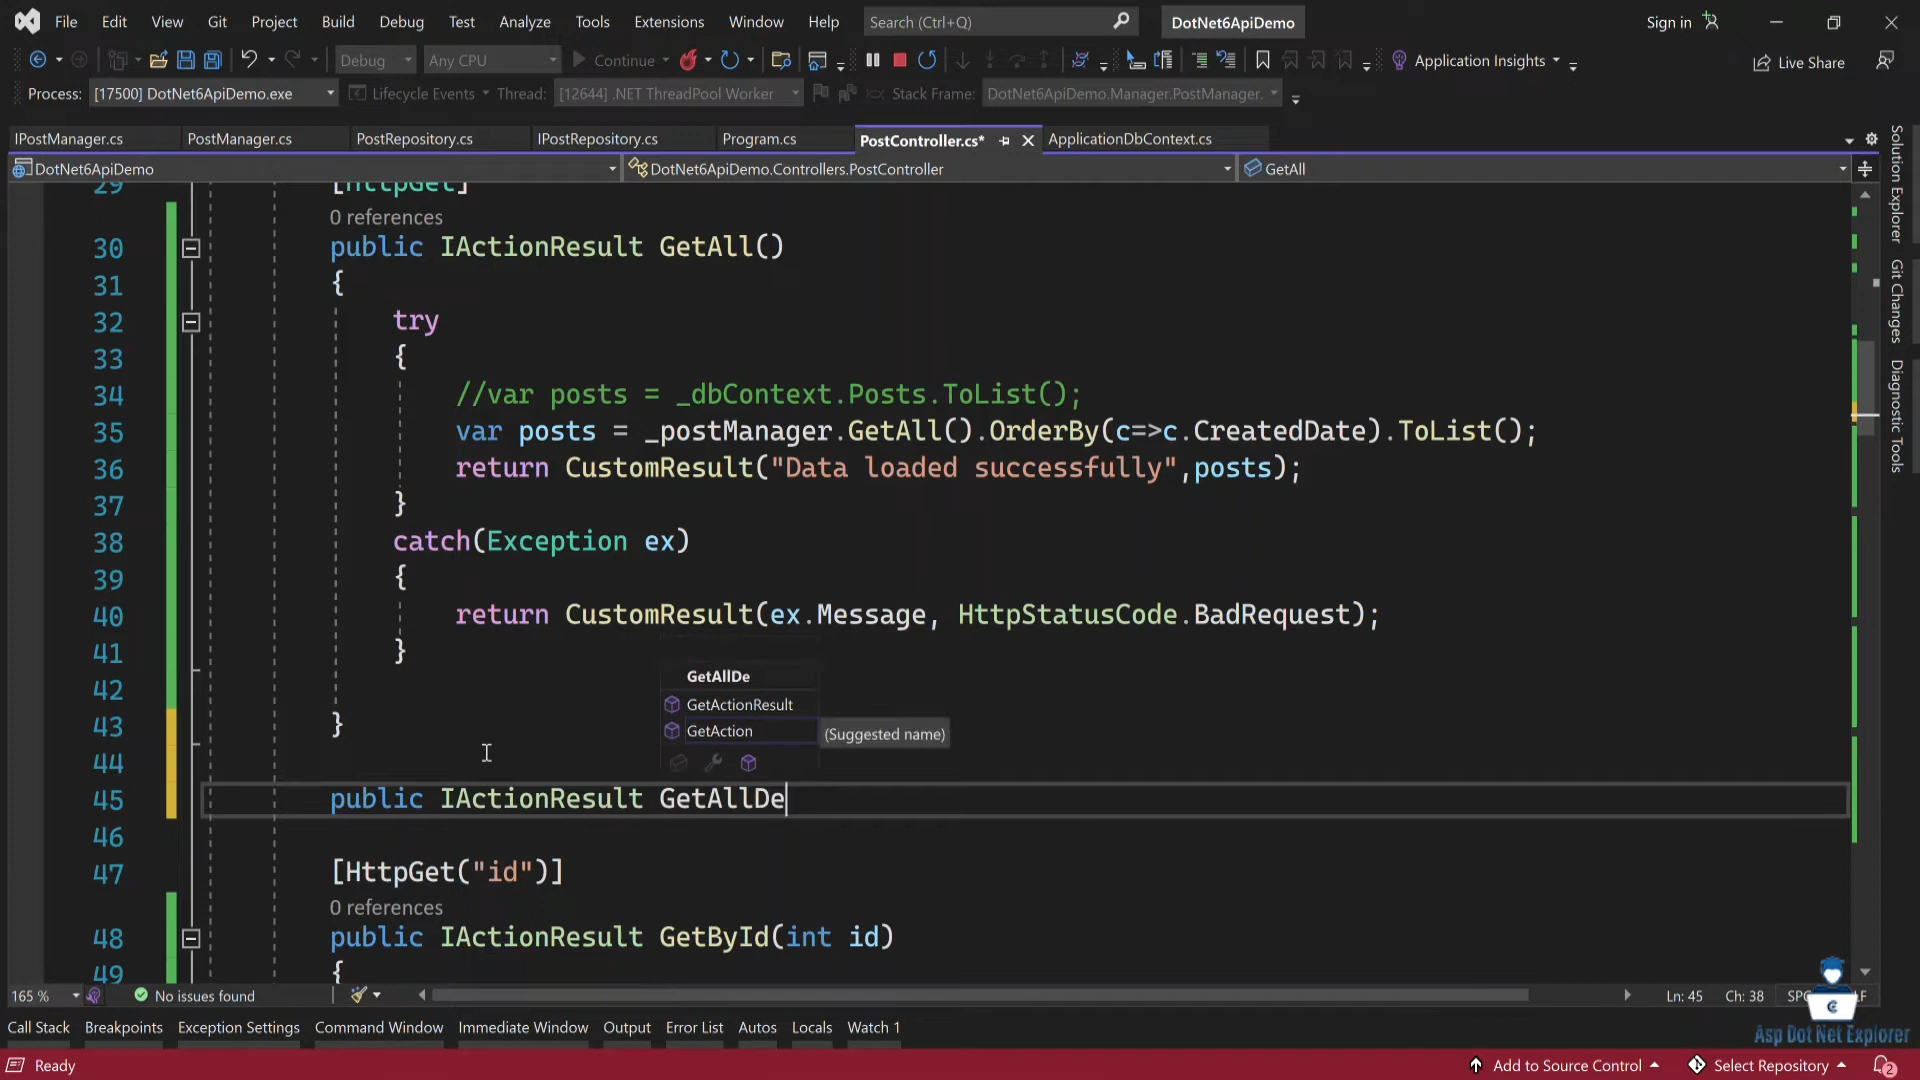 File Edit View Git Project Build Debug Test Analyze Tools Extensions Window Help Search (Ctrl+Q) DotNet6ApiDemo Sign in
Debug Any CPU Continue Application Insights Live Share
Process: [17500] DotNet6ApiDemo.exe Lifecycle Events Thread: [12644] .NET ThreadPool Worker Stack Frame: DotNet6ApiDemo.Manager.PostManager.
IPostManager.cs PostManager.cs PostRepository.cs IPostRepository.cs Program.cs PostController.cs* ApplicationDbContext.cs
DotNet6ApiDemo DotNet6ApiDemo.Controllers.PostController GetAll
29 [HttpGet]
0 references
30 public IActionResult GetAll()
31 {
32 try
33 {
34 //var posts = _dbContext.Posts.ToList();
35 var posts = _postManager.GetAll().OrderBy(c=>c.CreatedDate).ToList();
36 return CustomResult("Data loaded successfully",posts);
37 }
38 catch(Exception ex)
39 {
40 return CustomResult(ex.Message, HttpStatusCode.BadRequest);
41 }
42
43 }
44
45 public IActionResult GetAllDe
46
47 [HttpGet("id")]
0 references
48 public IActionResult GetById(int id)
49 {
GetAllDe
GetActionResult
GetAction (Suggested name)
Solution Explorer
Git Changes
Diagnostic Tools
165 % No issues found Ln: 45 Ch: 38
Call Stack Breakpoints Exception Settings Command Window Immediate Window Output Error List Autos Locals Watch 1
Asp Dot Net Explorer
Ready Add to Source Control Select Repository 2